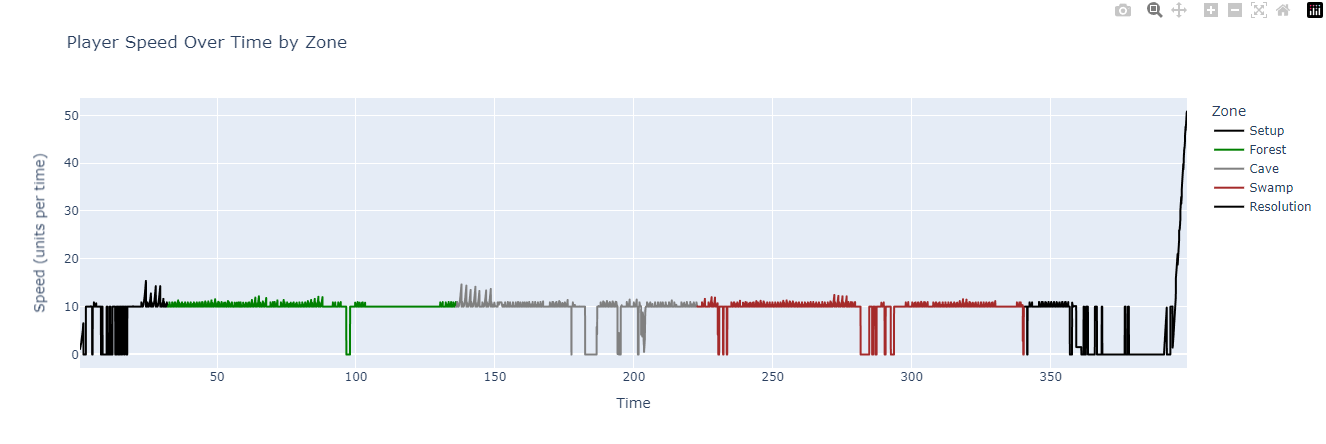 Player Speed Over Time by Zone
Speed (units per time)
50
40
30
20
10
0
50
100
150
200
250
300
350
Time
Zone
Setup
Forest
Cave
Swamp
Resolution